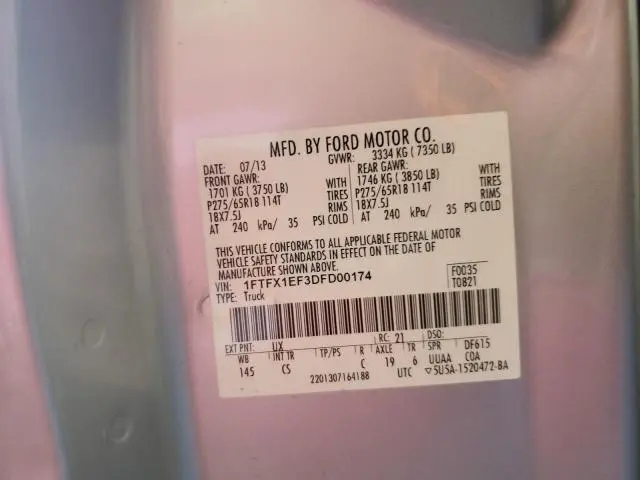 MFD. BY FORD MOTOR CO.
DATE: 07/13 GVWR: 3334 KG ( 7350 LB)
FRONT GAWR: REAR GAWR:
1701 KG ( 3750 LB) WITH 1746 KG ( 3850 LB) WITH
P275/65R18 114T TIRES P275/65R18 114T TIRES
18X7.5J RIMS 18X7.5J RIMS
AT 240 kPa/ 35 PSI COLD AT 240 kPa/ 35 PSI COLD
THIS VEHICLE CONFORMS TO ALL APPLICABLE FEDERAL MOTOR
VEHICLE SAFETY STANDARDS IN EFFECT ON THE DATE OF
MANUFACTURE SHOWN ABOVE.
VIN: 1FTFX1EF3DFD00174 F0035
TYPE: Truck T0821
EXT PNT: UX RC: 21 DSO:
WB INT TR TP/PS R AXLE TR SPR DF615
145 CS C 19 6 UUAA COA
2201307164188 UTC ▽5U5A-1520472-BA